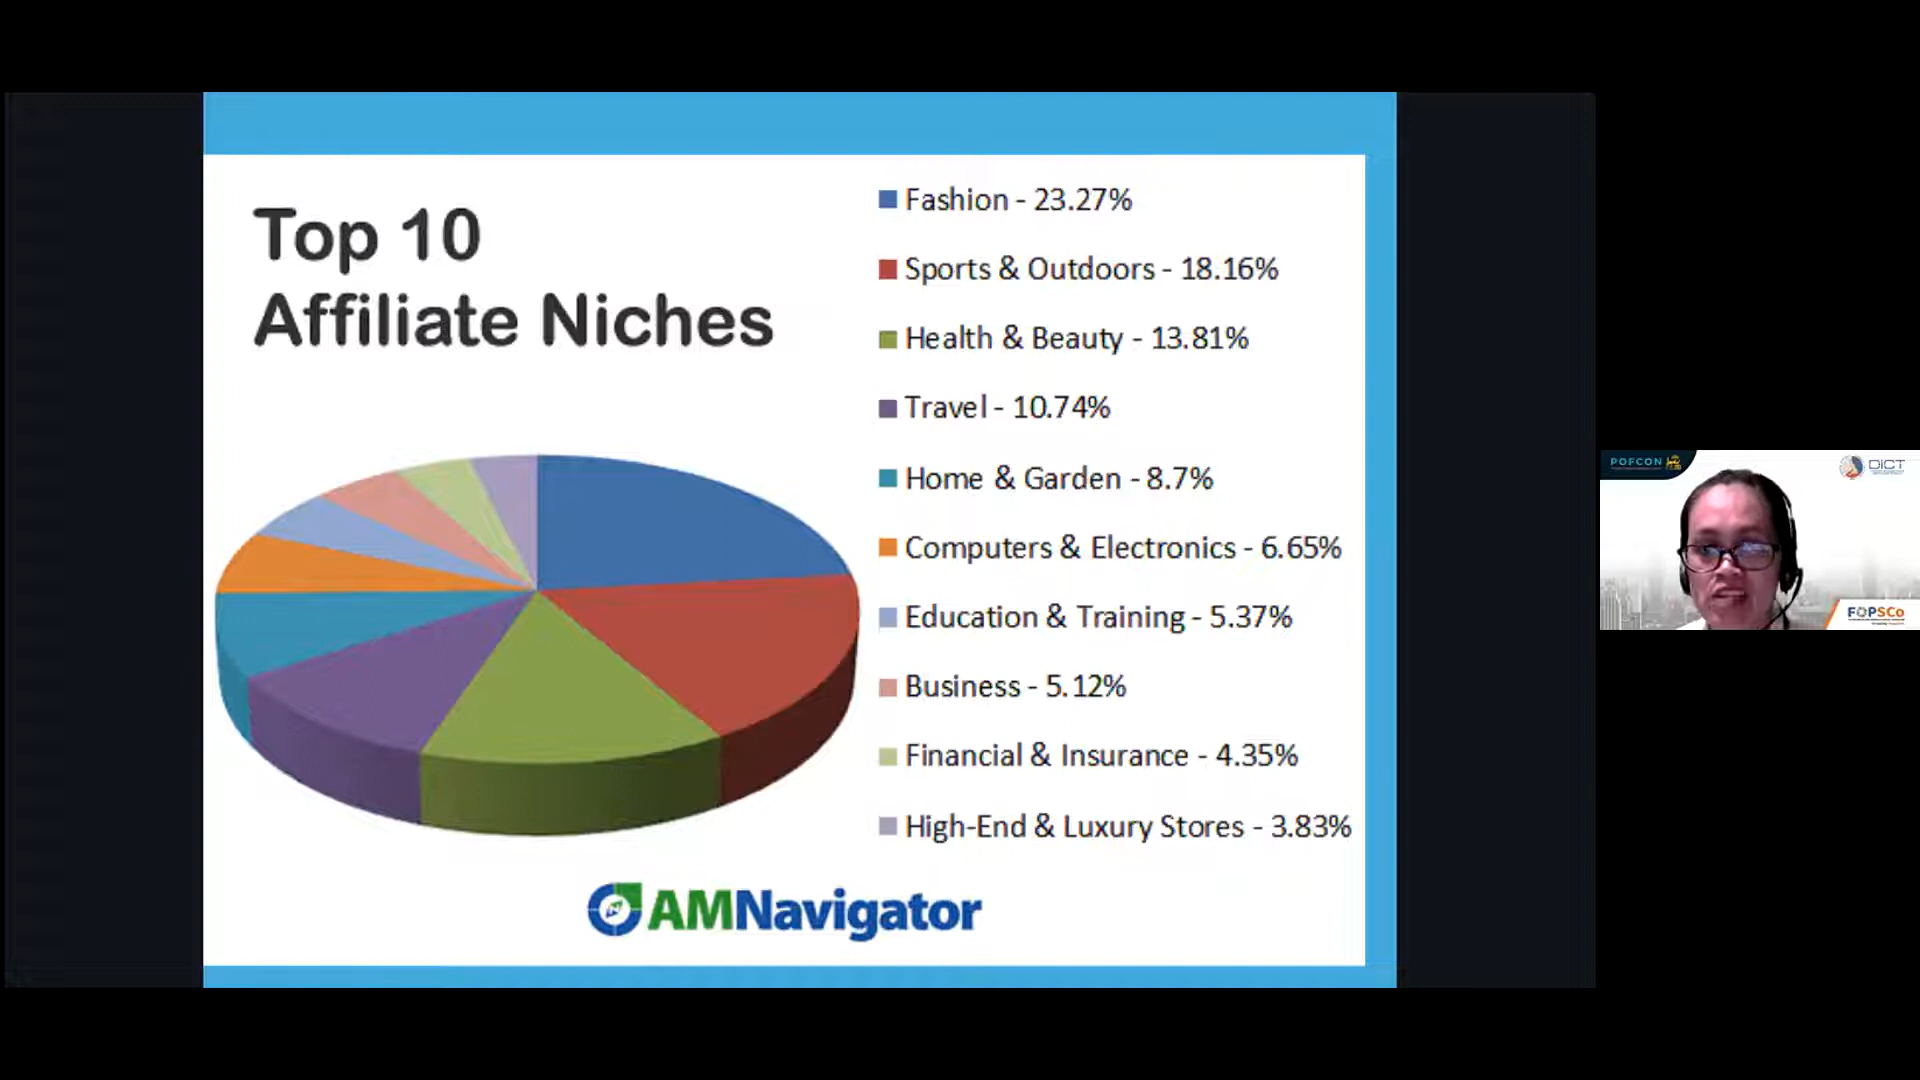 Top 10
Affiliate Niches
Fashion - 23.27%
Sports & Outdoors - 18.16%
Health & Beauty - 13.81%
Travel - 10.74%
Home & Garden - 8.7%
Computers & Electronics - 6.65%
Education & Training - 5.37%
Business - 5.12%
Financial & Insurance - 4.35%
High-End & Luxury Stores - 3.83%
AMNavigator
POFCON
DICT
FOPSCo